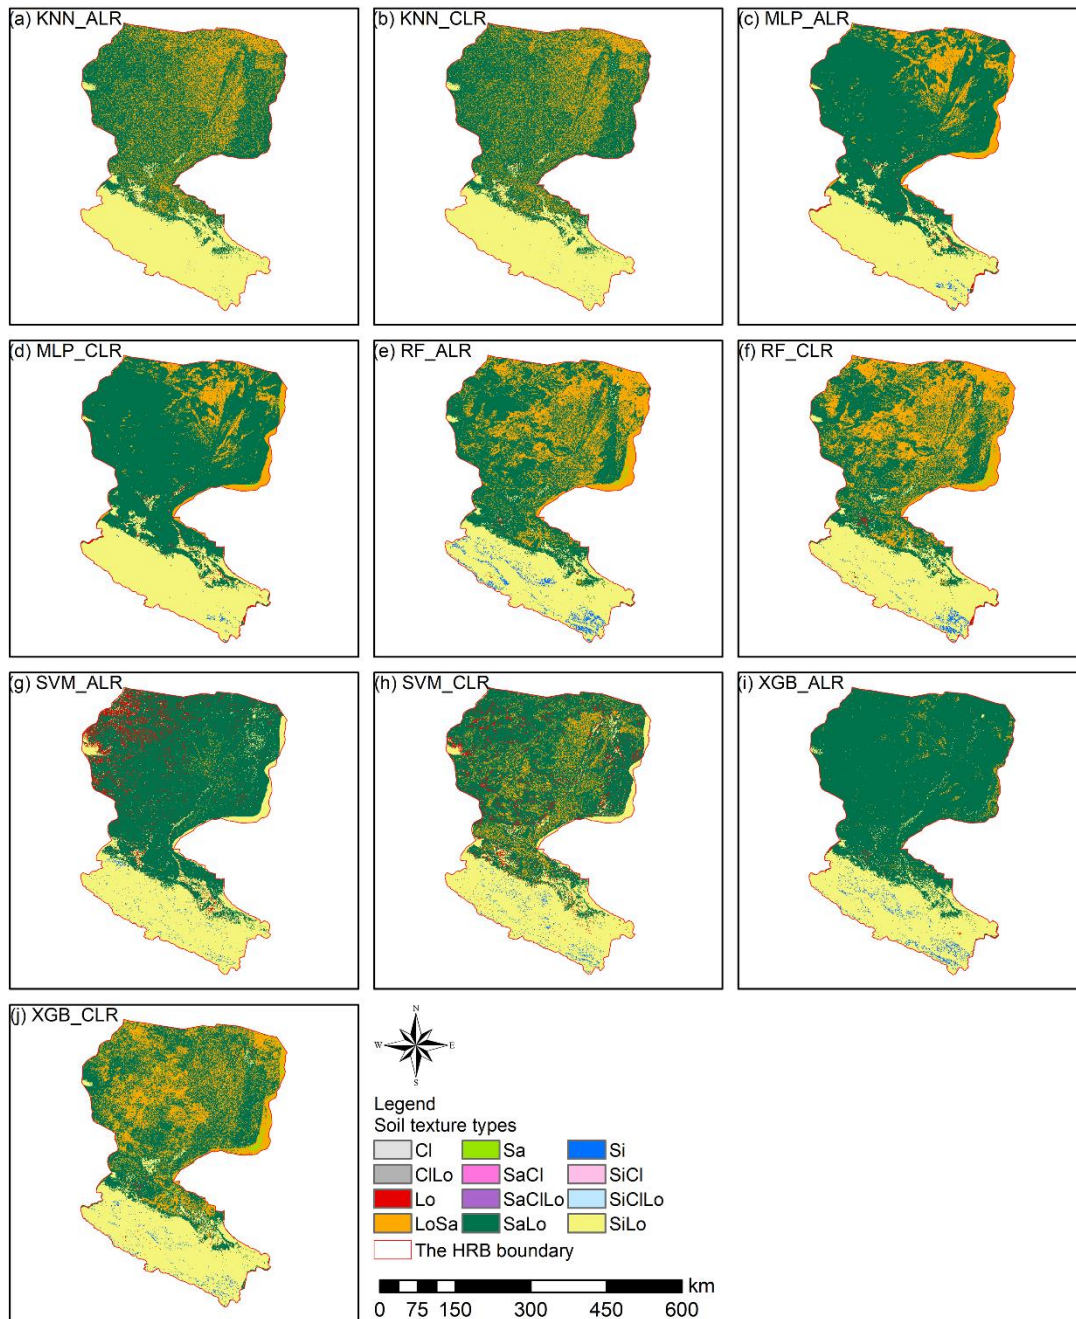 (a) KNN_ALR
(b) KNN_CLR
(c) MLP_ALR
(d) MLP_CLR
(e) RF_ALR
(f) RF_CLR
(g) SVM_ALR
(h) SVM_CLR
(i) XGB_ALR
(j) XGB_CLR
N
W E
S
Legend
Soil texture types
Cl Sa Si
ClLo SaCl SiCl
Lo SaClLo SiClLo
LoSa SaLo SiLo
The HRB boundary
km
0 75 150 300 450 600